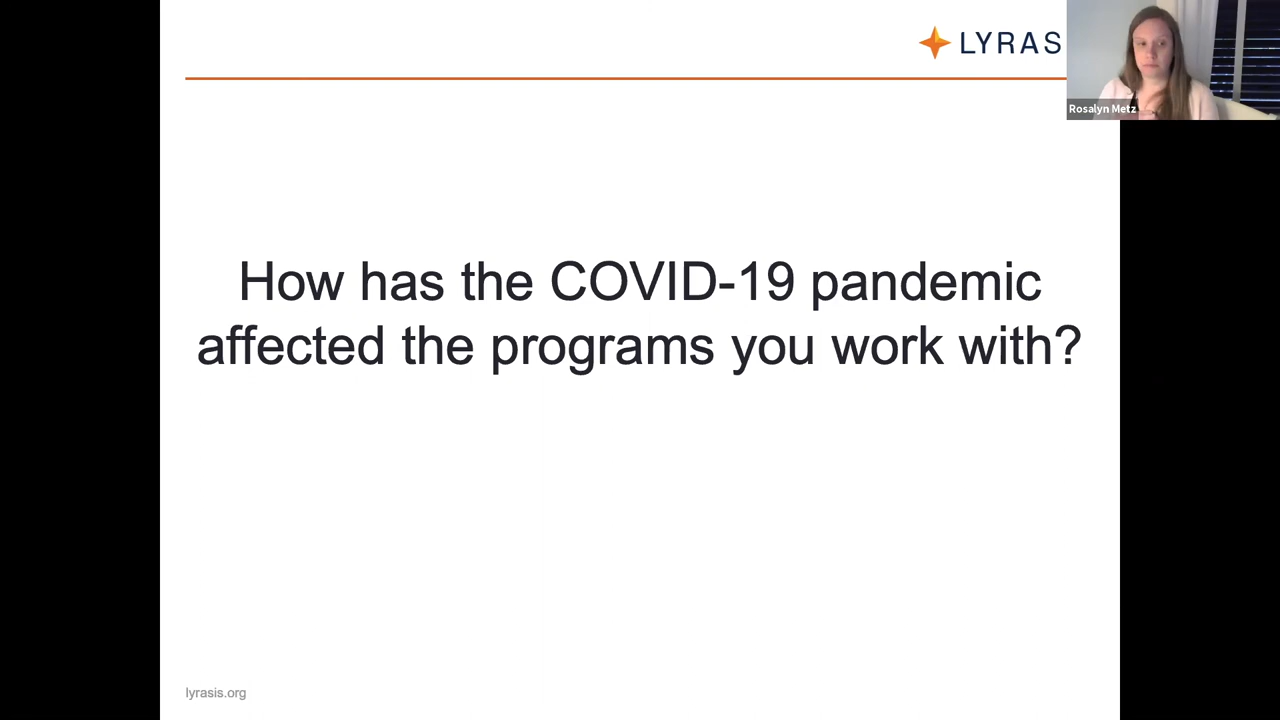 LYRAS
Rosalyn Metz
How has the COVID-19 pandemic
affected the programs you work with?
lyrasis.org